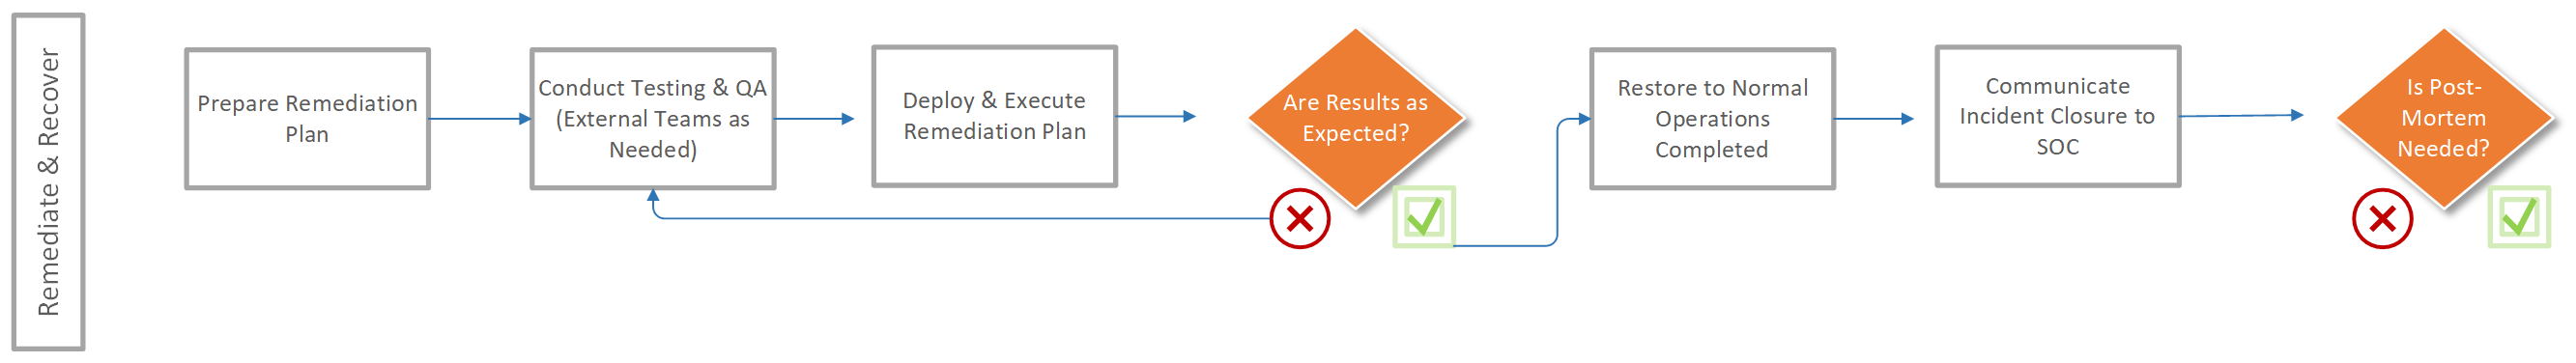 Remediate & Recover
Prepare Remediation
Plan
Conduct Testing & QA
(External Teams as
Needed)
Deploy & Execute
Remediation Plan
Are Results as
Expected?
Restore to Normal
Operations
Completed
Communicate
Incident Closure to
SOC
Is Post-
Mortem
Needed?